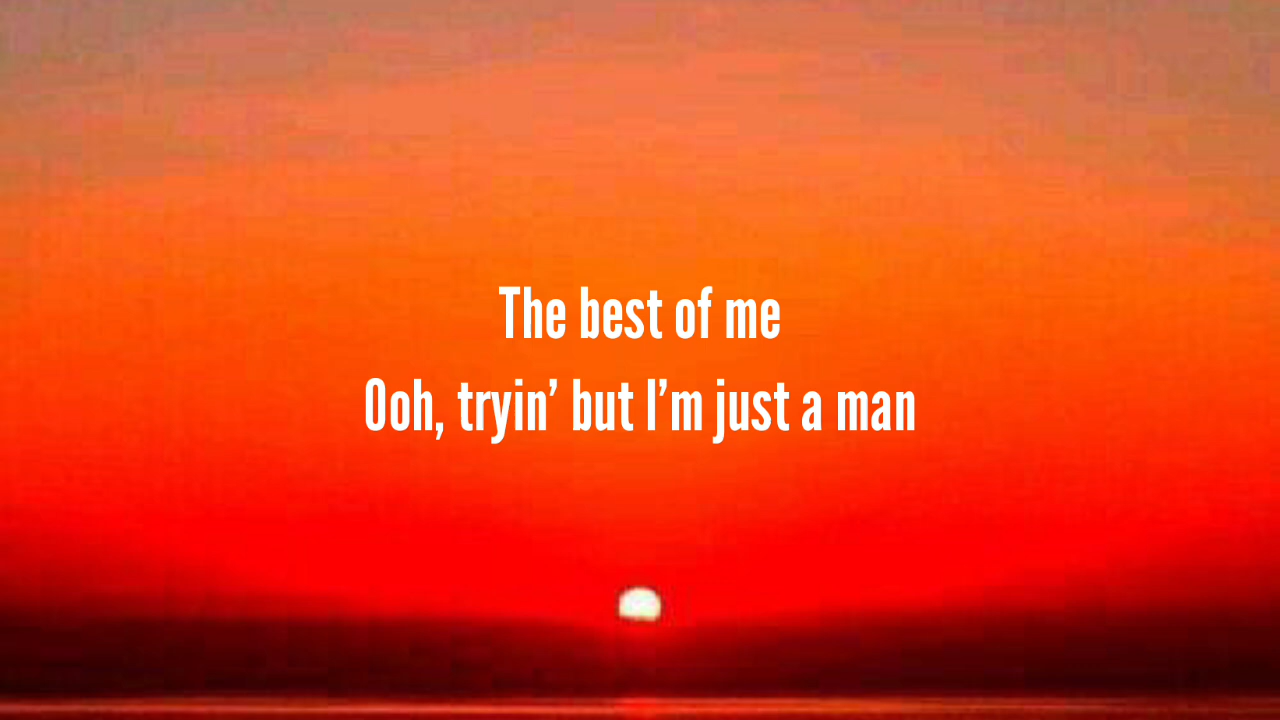 The best of me
Ooh, tryin’ but I’m just a man